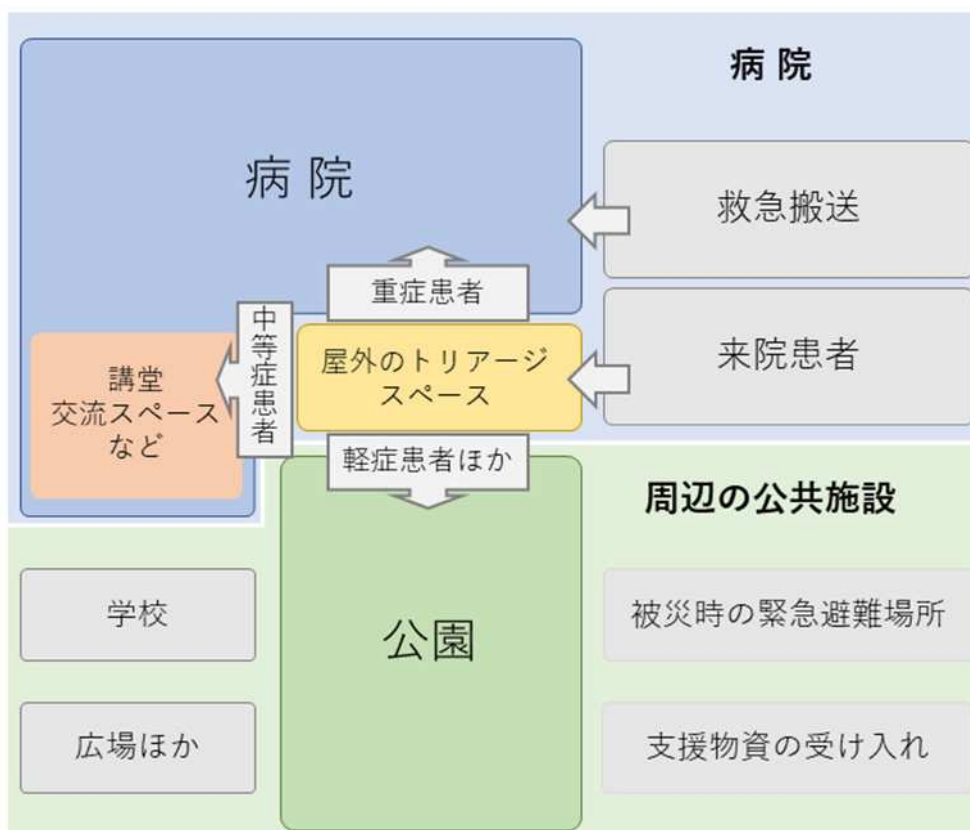 病院
病院
救急搬送
重症患者
中等症患者
屋外のトリアージ
スペース
来院患者
講堂
交流スペース
など
軽症患者ほか
周辺の公共施設
学校
公園
被災時の緊急避難場所
広場ほか
支援物資の受け入れ